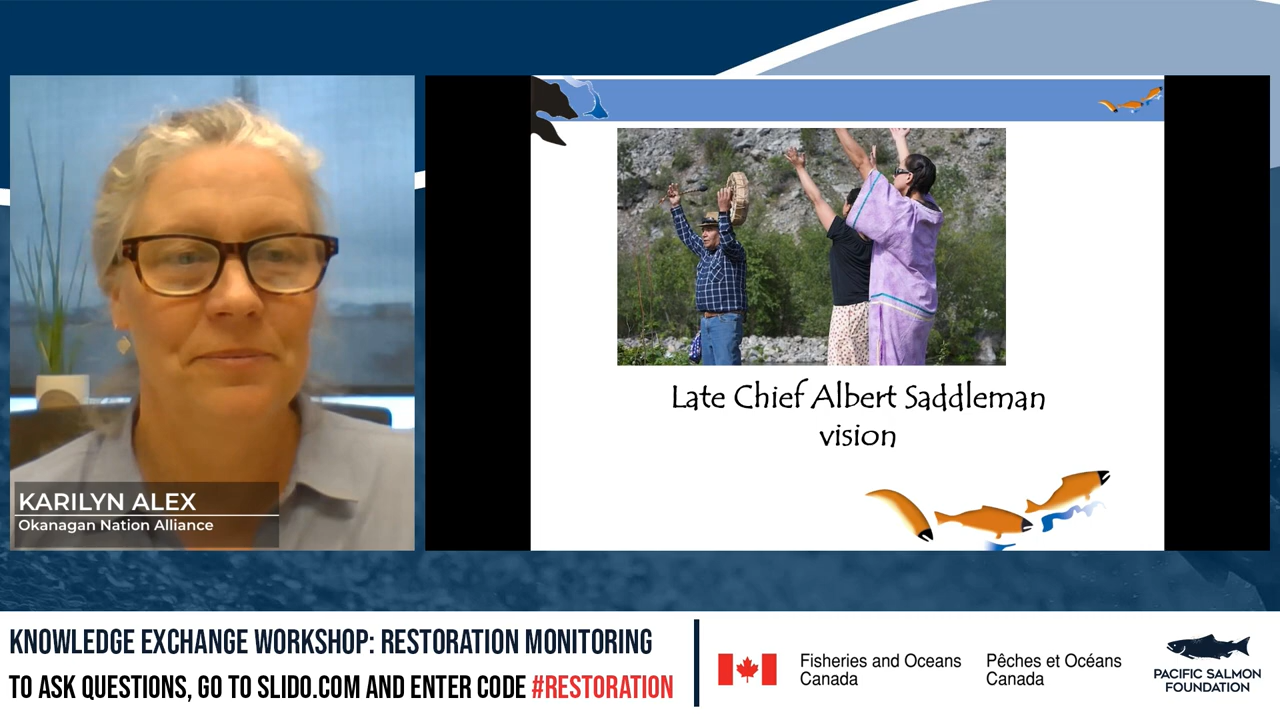 KARILYN ALEX
Okanagan Nation Alliance
Late Chief Albert Saddleman
vision
KNOWLEDGE EXCHANGE WORKSHOP: RESTORATION MONITORING
TO ASK QUESTIONS, GO TO SLIDO.COM AND ENTER CODE #RESTORATION
Fisheries and Oceans
Canada
Pêches et Océans
Canada
PACIFIC SALMON
FOUNDATION